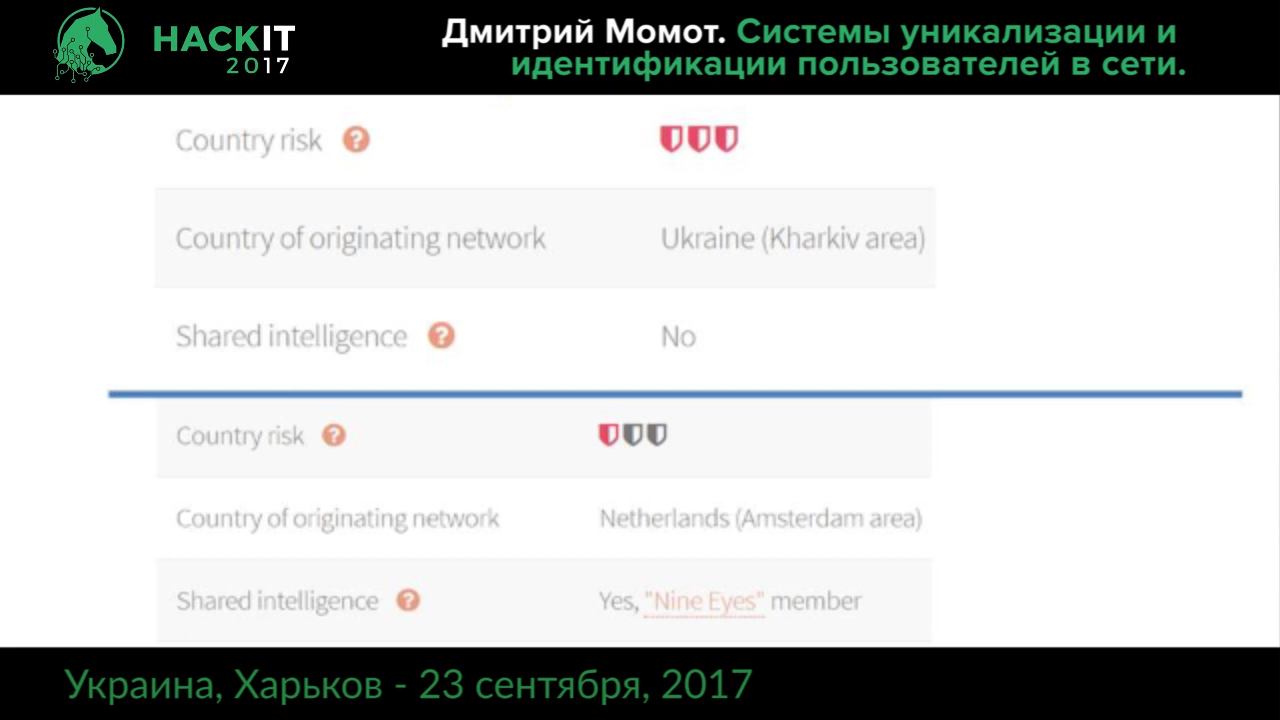 HACKIT
2017
Дмитрий Момот. Системы уникализации и
идентификации пользователей в сети.
Country risk ?
Country of originating network Ukraine (Kharkiv area)
Shared intelligence ? No
Country risk ?
Country of originating network Netherlands (Amsterdam area)
Shared intelligence ? Yes, "Nine Eyes" member
Украина, Харьков - 23 сентября, 2017